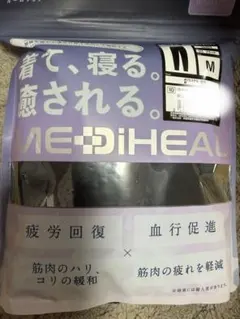 着て、寝る。
癒される。
M
MEDiHEAL
疲労回復
血行促進
×
筋肉のハリ、
コリの緩和
筋肉の疲れを軽減